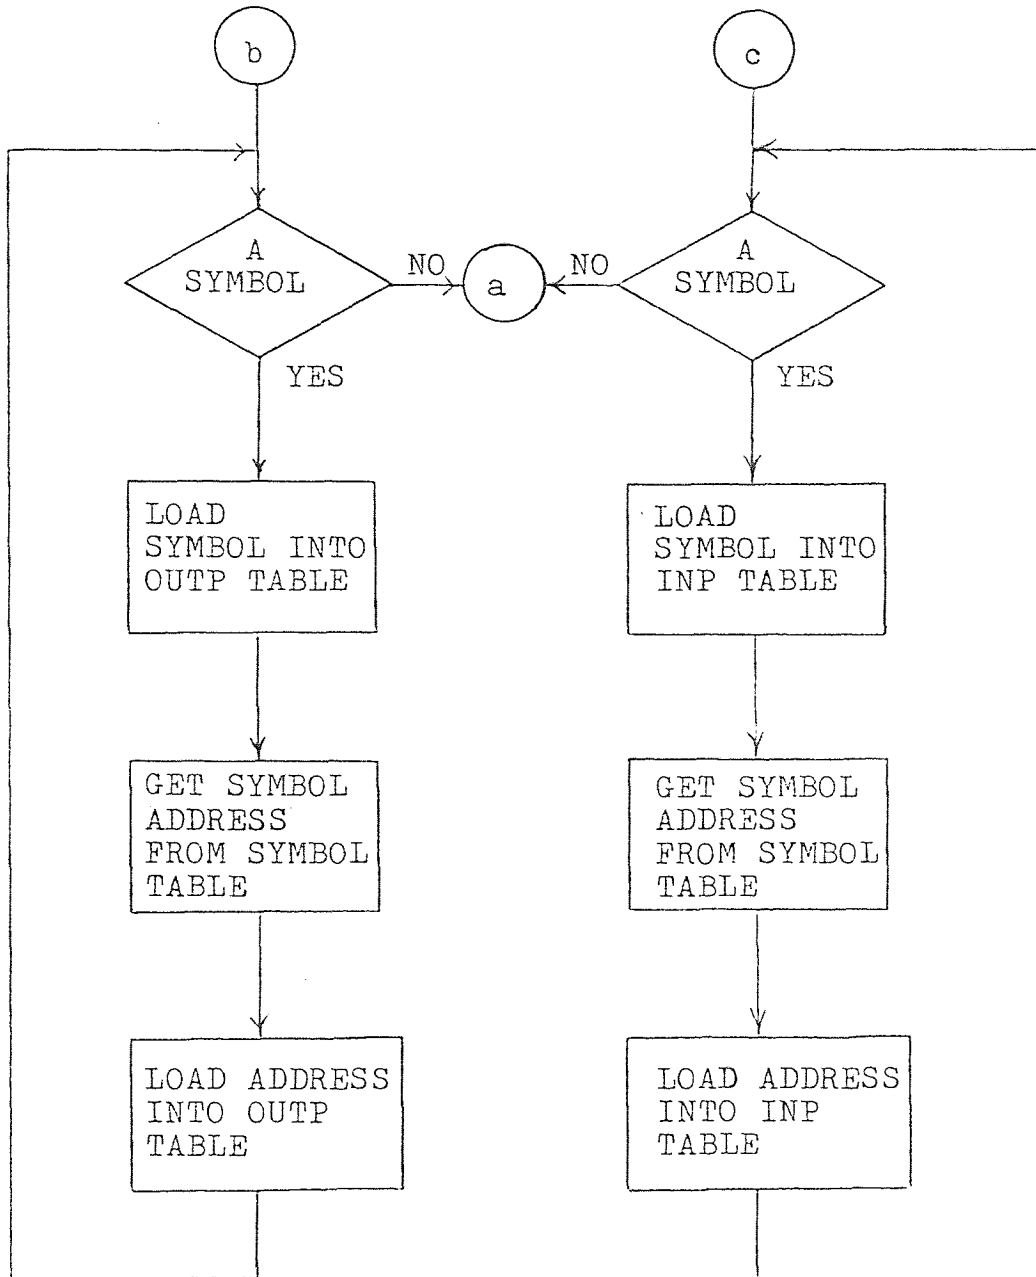 b
c
A
SYMBOL
NO
a
NO
A
SYMBOL
YES
YES
LOAD
SYMBOL INTO
OUTP TABLE
LOAD
SYMBOL INTO
INP TABLE
GET SYMBOL
ADDRESS
FROM SYMBOL
TABLE
GET SYMBOL
ADDRESS
FROM SYMBOL
TABLE
LOAD ADDRESS
INTO OUTP
TABLE
LOAD ADDRESS
INTO INP
TABLE